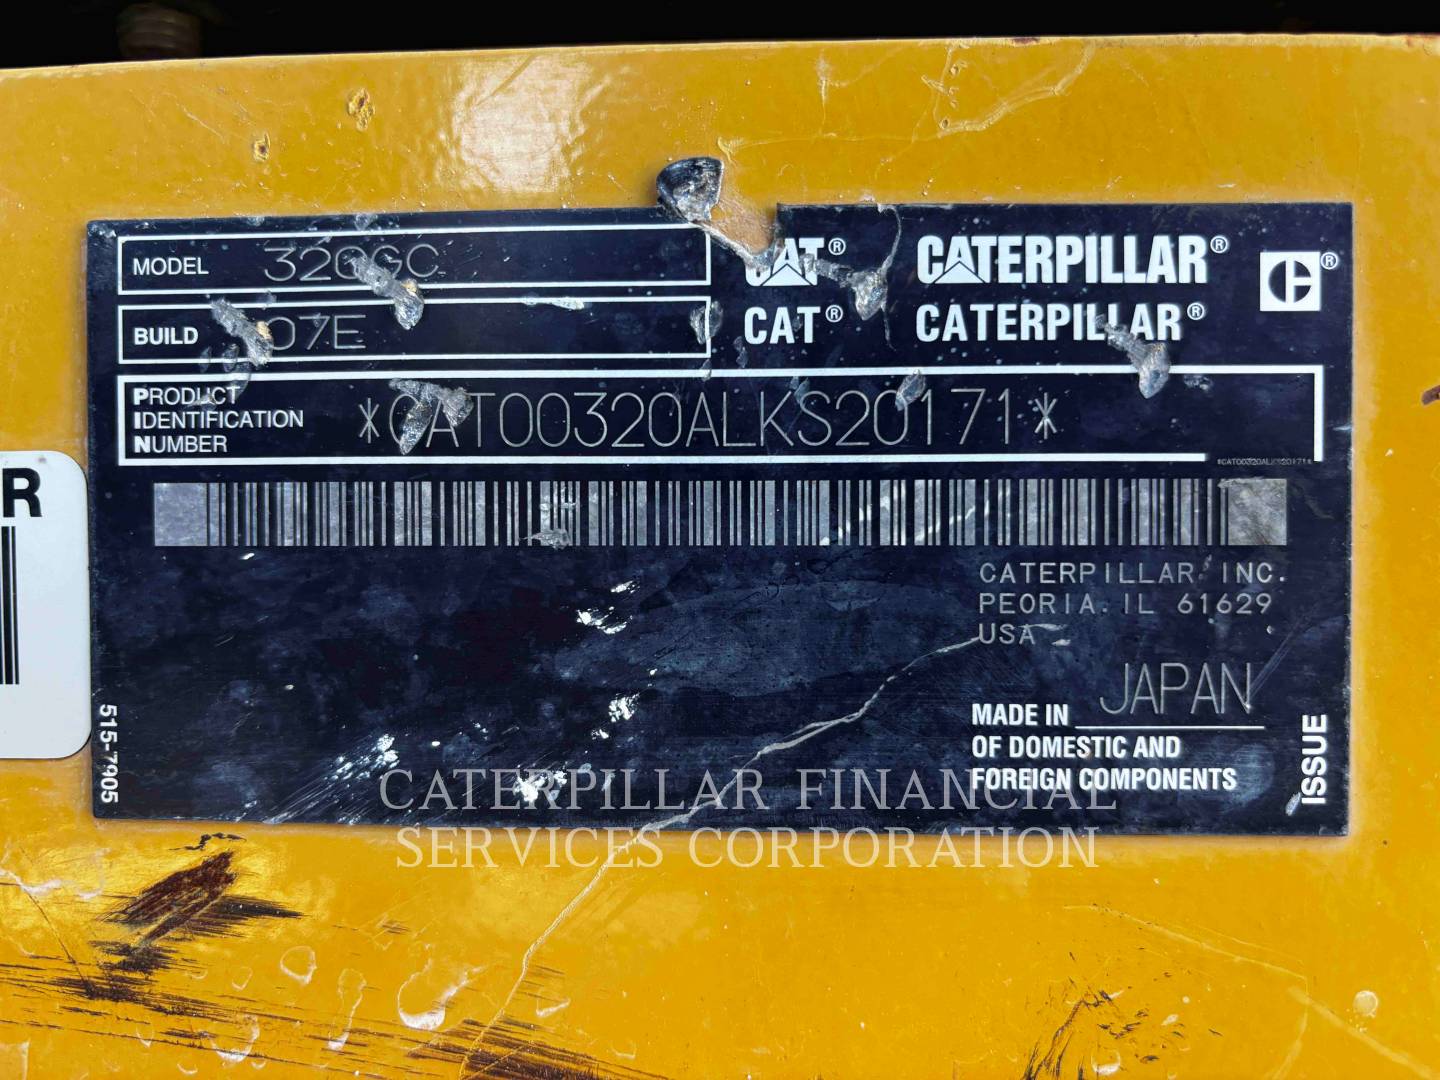 MODEL 320GC
CAT® CATERPILLAR®
BUILD 07E
CAT® CATERPILLAR®
PRODUCT
IDENTIFICATION
NUMBER
*CAT00320ALKS20171*
*CAT00320ALKS20171*
R
CATERPILLAR INC.
PEORIA. IL 61629
USA
MADE IN JAPAN
OF DOMESTIC AND
FOREIGN COMPONENTS
ISSUE
515-7905
CATERPILLAR FINANCIAL
SERVICES CORPORATION